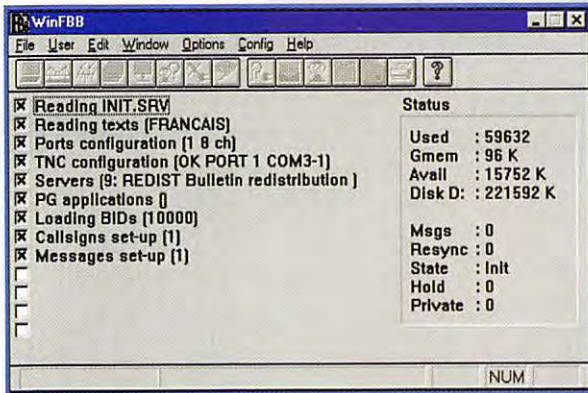 WinFBB
File User Edit Window Options Config Help
Reading INIT.SRV
Reading texts (FRANCAIS)
Ports configuration (1 8 ch)
TNC configuration (OK PORT 1 COM3-1)
Servers (9: REDIST Bulletin redistribution )
PG applications ()
Loading BIDs (10000)
Callsigns set-up (1)
Messages set-up (1)
Status
Used : 59632
Gmem : 96 K
Avail : 15752 K
Disk D: : 221592 K
Msgs : 0
Resync : 0
State : Init
Hold : 0
Private : 0
NUM